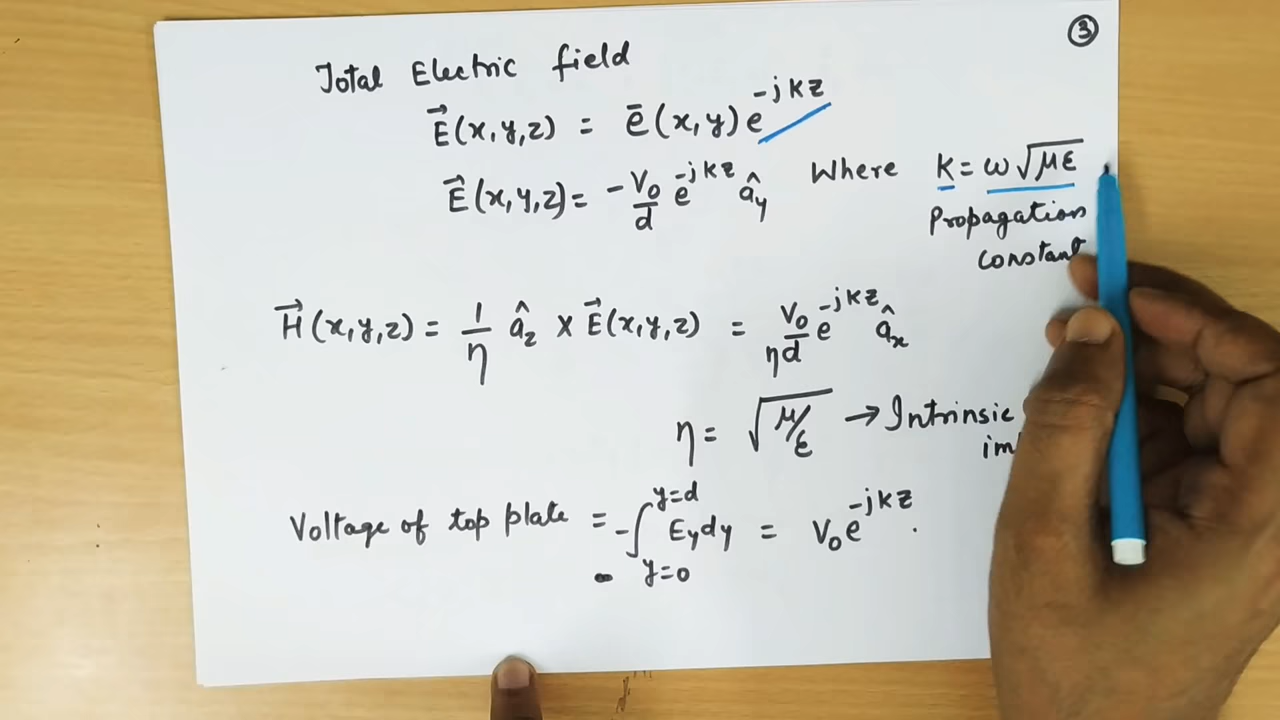 ③
Total Electric field
E⃗(x,y,z) = ē(x,y) e^{-jkz}
E⃗(x,y,z) = -V₀/d e^{-jkz} â_y Where k = ω√με
Propagation
constant
H⃗(x,y,z) = 1/η â_z × E⃗(x,y,z) = V₀/ηd e^{-jkz} â_x
η = √μ/ε → Intrinsic
Voltage of top plate = -∫_{y=0}^{y=d} E_y dy = V₀e^{-jkz}.